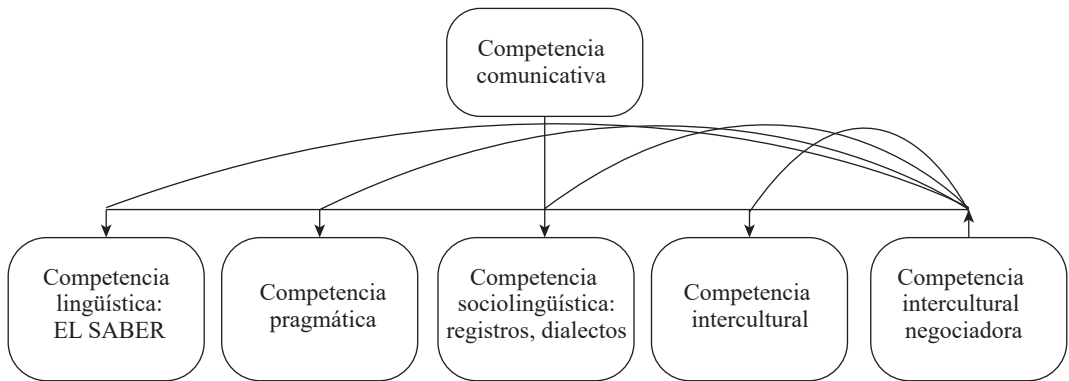 Competencia
comunicativa
Competencia
lingüística:
EL SABER
Competencia
pragmática
Competencia
sociolingüística:
registros, dialectos
Competencia
intercultural
Competencia
intercultural
negociadora